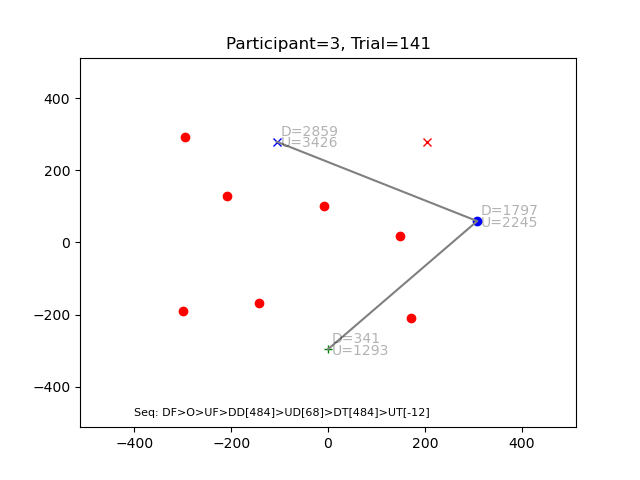 Participant=3, Trial=141
400
200
0
−200
−400
D=2859
U=3426
D=1797
U=2245
D=341
U=1293
Seq: DF>O>UF>DD[484]>UD[68]>DT[484]>UT[-12]
−400
−200
0
200
400